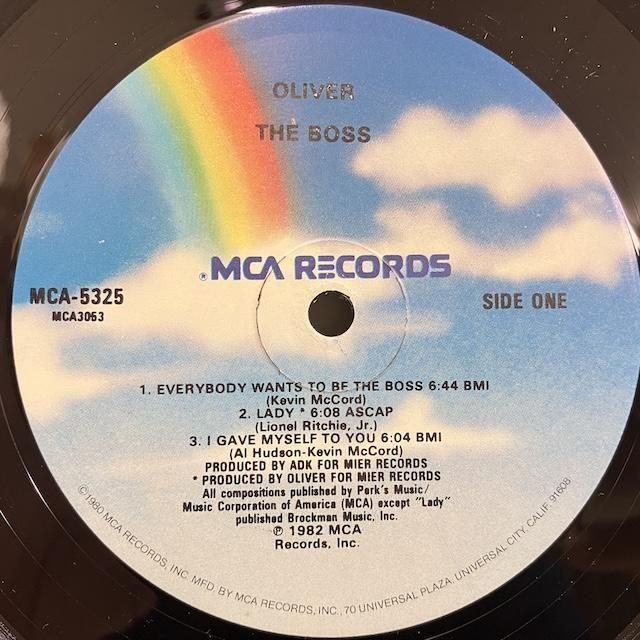 OLIVER
THE BOSS
® MCA RECORDS
MCA-5325
MCA3053
SIDE ONE
1. EVERYBODY WANTS TO BE THE BOSS 6:44 BMI
(Kevin McCord)
2. LADY * 6:08 ASCAP
(Lionel Ritchie, Jr.)
3. I GAVE MYSELF TO YOU 6:04 BMI
(Al Hudson-Kevin McCord)
PRODUCED BY ADK FOR MIER RECORDS
* PRODUCED BY OLIVER FOR MIER RECORDS
All compositions published by Perk's Music/
Music Corporation of America (MCA) except "Lady"
published Brockman Music, Inc.
℗ 1982 MCA
Records, Inc.
©1980 MCA RECORDS, INC. MFD. BY MCA RECORDS, INC., 70 UNIVERSAL PLAZA, UNIVERSAL CITY, CALIF. 91608